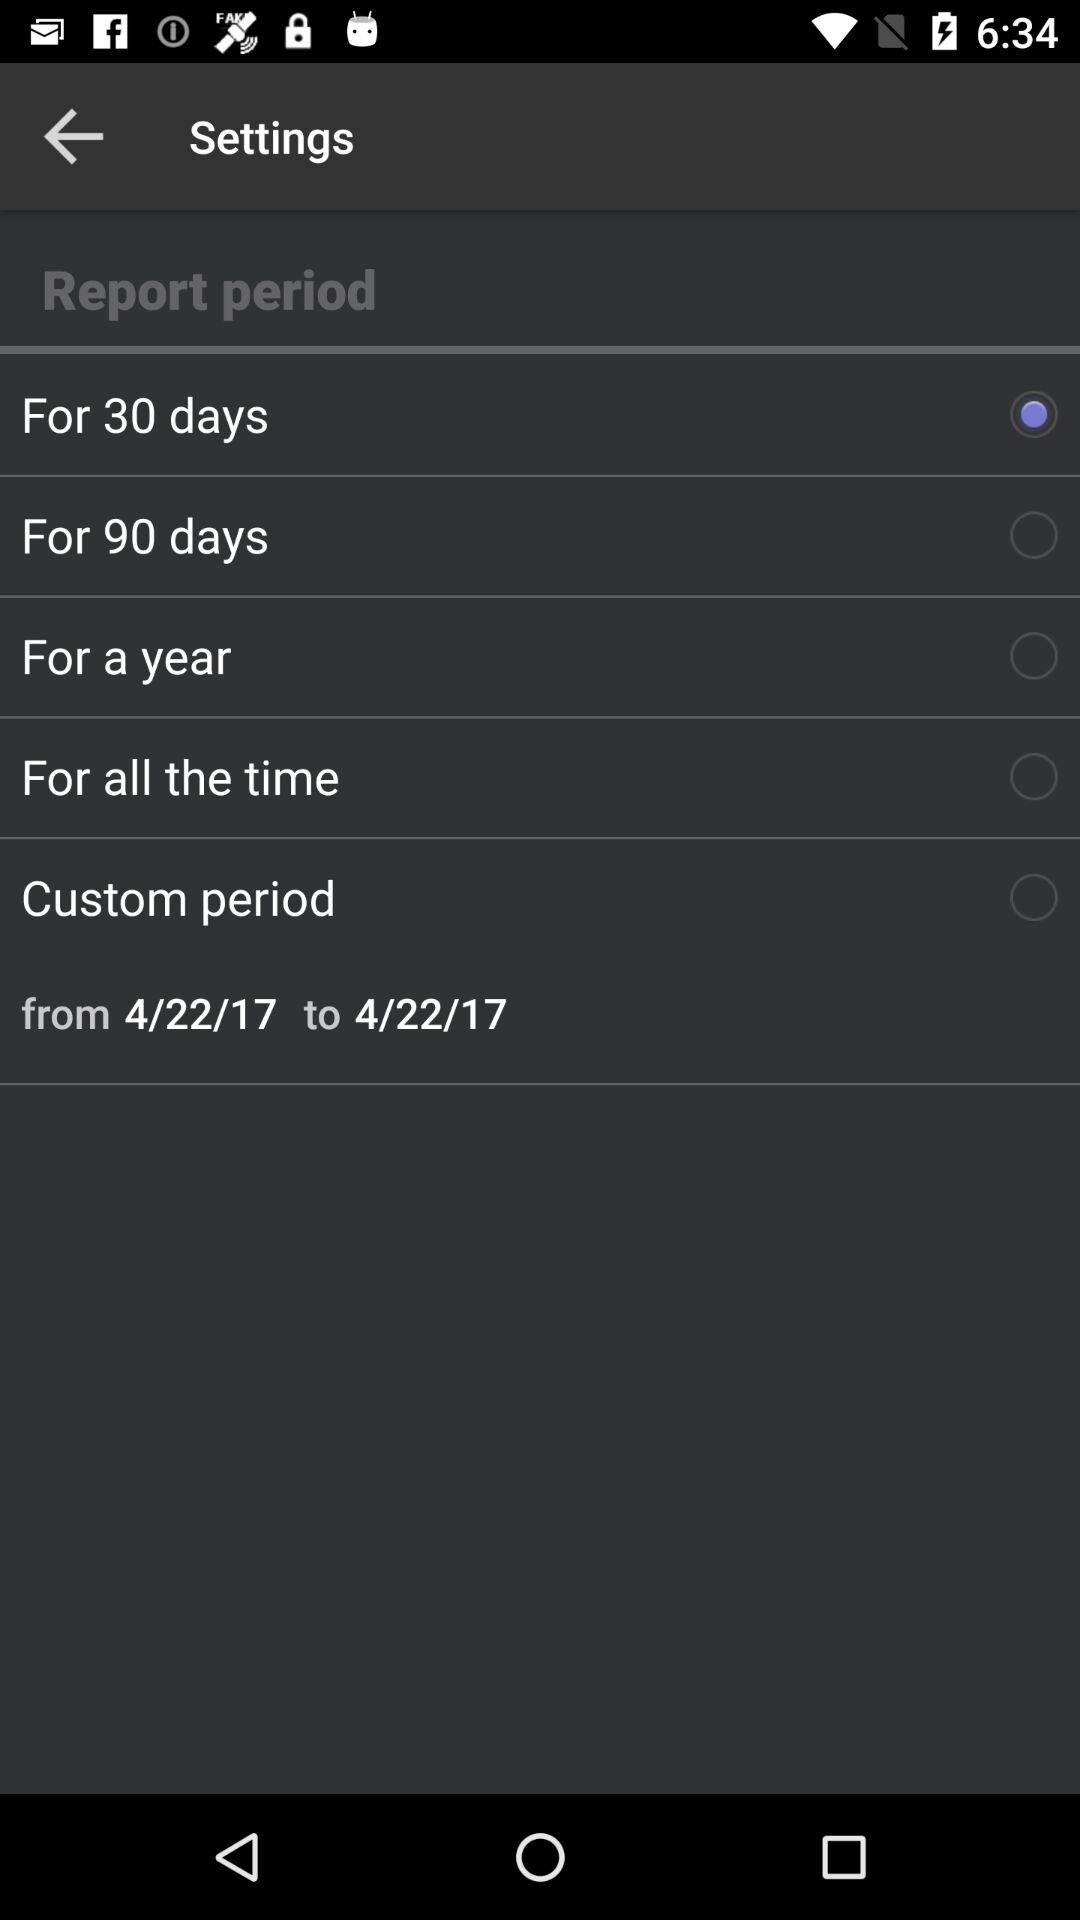 FAKE 6:34
Settings
Report period
For 30 days
For 90 days
For a year
For all the time
Custom period
from 4/22/17 to 4/22/17